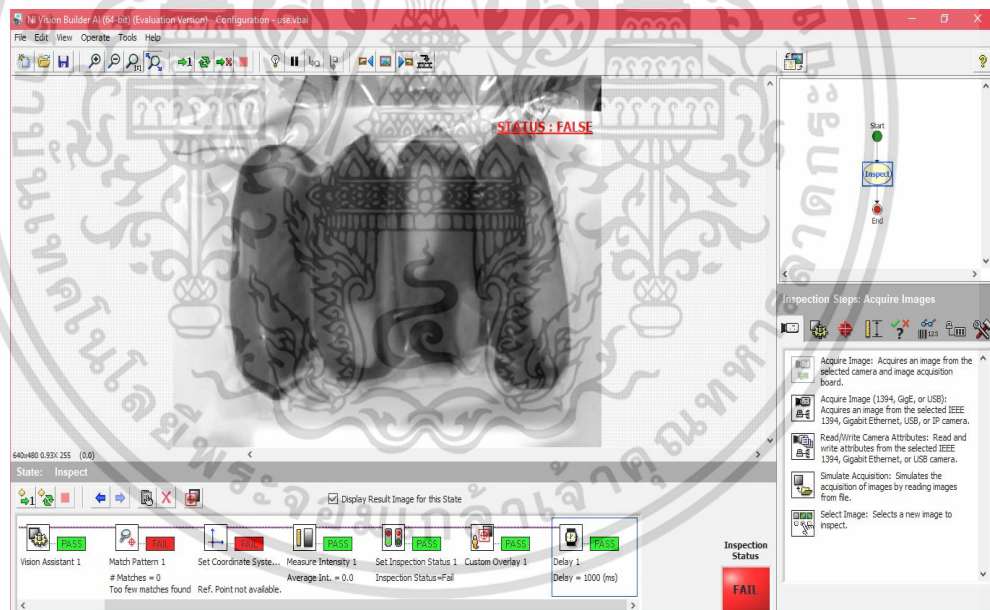 NI Vision Builder AI (64-bit) (Evaluation Version) - Configuration - use.vbai
File Edit View Operate Tools Help
STATUS : FALSE
Start
Inspect
End
640x480 0.93X 255 (0,0)
Inspection Steps: Acquire Images
Acquire Image: Acquires an image from the
selected camera and image acquisition
board.
Acquire Image (1394, GigE, or USB):
Acquires an image from the selected IEEE
1394, Gigabit Ethernet, USB, or IP camera.
Read/Write Camera Attributes: Read and
write attributes from the selected IEEE
1394, Gigabit Ethernet, or USB camera.
Simulate Acquisition: Simulates the
acquisition of images by reading images
from file.
Select Image: Selects a new image to
inspect.
State: Inspect
Display Result Image for this State
PASS FAIL FAIL PASS PASS PASS PASS
Vision Assistant 1 Match Pattern 1 Set Coordinate Syste... Measure Intensity 1 Set Inspection Status 1 Custom Overlay 1 Delay 1
# Matches = 0 Average Int. = 0.0 Inspection Status=Fail Delay = 1000 (ms)
Too few matches found Ref. Point not available.
Inspection
Status
FAIL